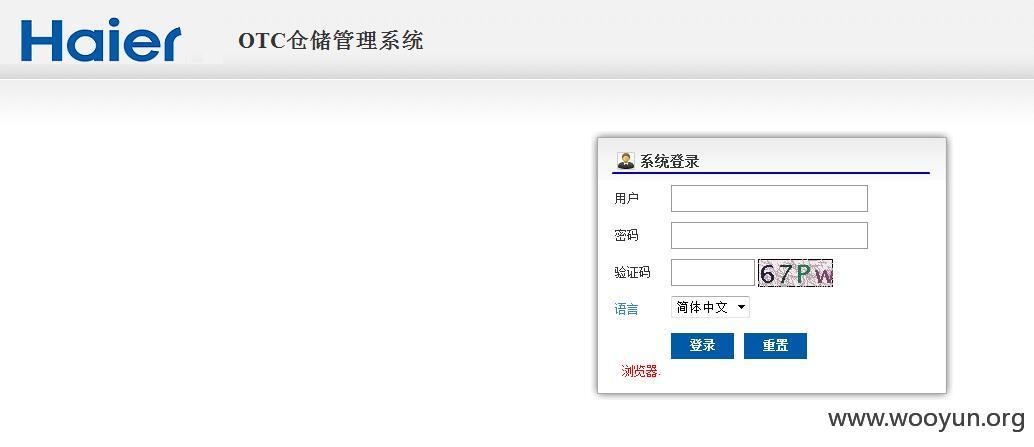 Haier OTC仓储管理系统
系统登录
用户
密码
验证码 67Pw
语言 简体中文
登录 重置
浏览器.
www.wooyun.org